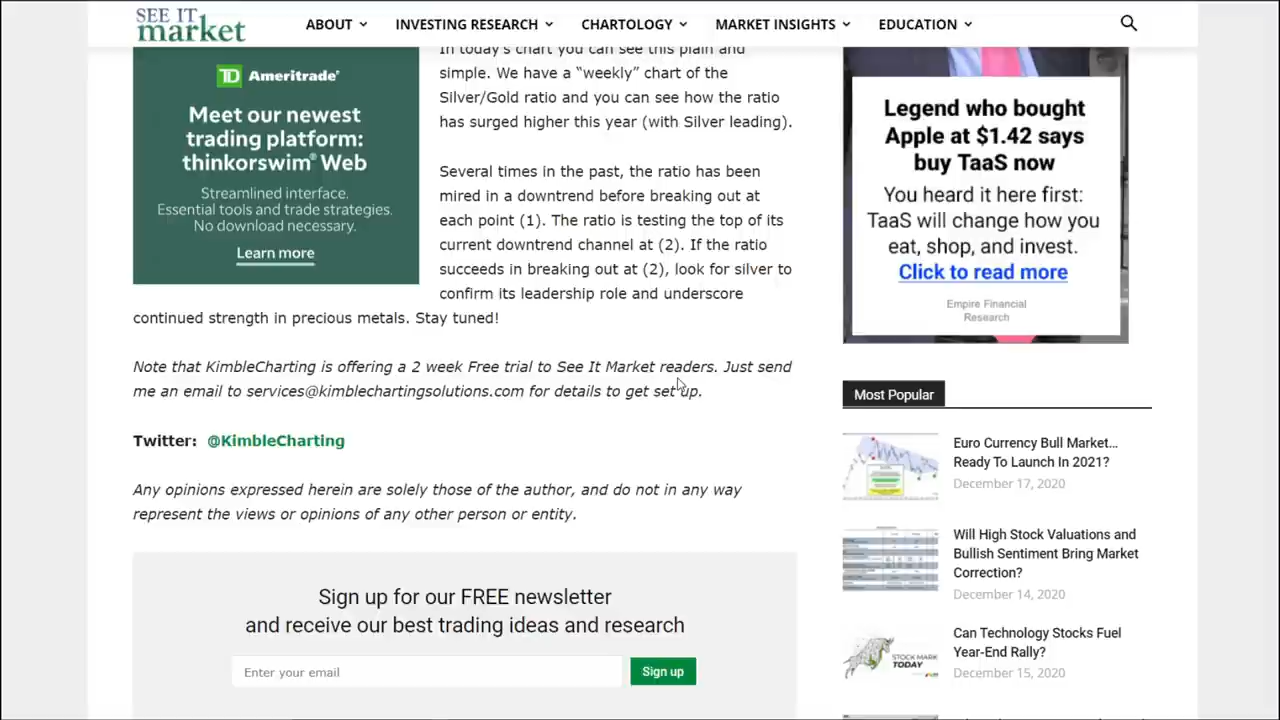 SEE IT
market
ABOUT
INVESTING RESEARCH
CHARTOLOGY
MARKET INSIGHTS
EDUCATION
TD Ameritrade®
Meet our newest
trading platform:
thinkorswim® Web
Streamlined interface.
Essential tools and trade strategies.
No download necessary.
Learn more
In today's chart you can see this plain and
simple. We have a “weekly” chart of the
Silver/Gold ratio and you can see how the ratio
has surged higher this year (with Silver leading).
Several times in the past, the ratio has been
mired in a downtrend before breaking out at
each point (1). The ratio is testing the top of its
current downtrend channel at (2). If the ratio
succeeds in breaking out at (2), look for silver to
confirm its leadership role and underscore
continued strength in precious metals. Stay tuned!
Note that KimbleCharting is offering a 2 week Free trial to See It Market readers. Just send
me an email to services@kimblechartingsolutions.com for details to get set up.
Twitter: @KimbleCharting
Any opinions expressed herein are solely those of the author, and do not in any way
represent the views or opinions of any other person or entity.
Sign up for our FREE newsletter
and receive our best trading ideas and research
Enter your email
Sign up
Legend who bought
Apple at $1.42 says
buy TaaS now
You heard it here first:
TaaS will change how you
eat, shop, and invest.
Click to read more
Empire Financial
Research
Most Popular
Euro Currency Bull Market...
Ready To Launch In 2021?
December 17, 2020
Will High Stock Valuations and
Bullish Sentiment Bring Market
Correction?
December 14, 2020
STOCK MARK
TODAY
Can Technology Stocks Fuel
Year-End Rally?
December 15, 2020